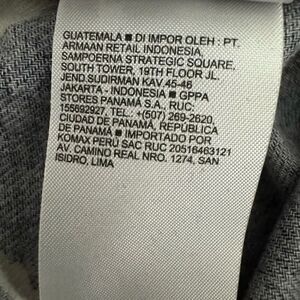 GUATEMALA ■ DI IMPOR OLEH : PT.
ARMAAN RETAIL INDONESIA,
SAMPOERNA STRATEGIC SQUARE,
SOUTH TOWER, 19TH FLOOR JL.
JEND.SUDIRMAN KAV.45-46
JAKARTA - INDONESIA ■ GPPA
STORES PANAMÁ S.A., RUC:
155692927, TEL.: +(507) 269-2620,
CIUDAD DE PANAMÁ, REPÚBLICA
DE PANAMÁ ■ IMPORTADO POR
KOMAX PERÚ SAC RUC 20516463121
AV. CAMINO REAL NRO. 1274, SAN
ISIDRO, LIMA